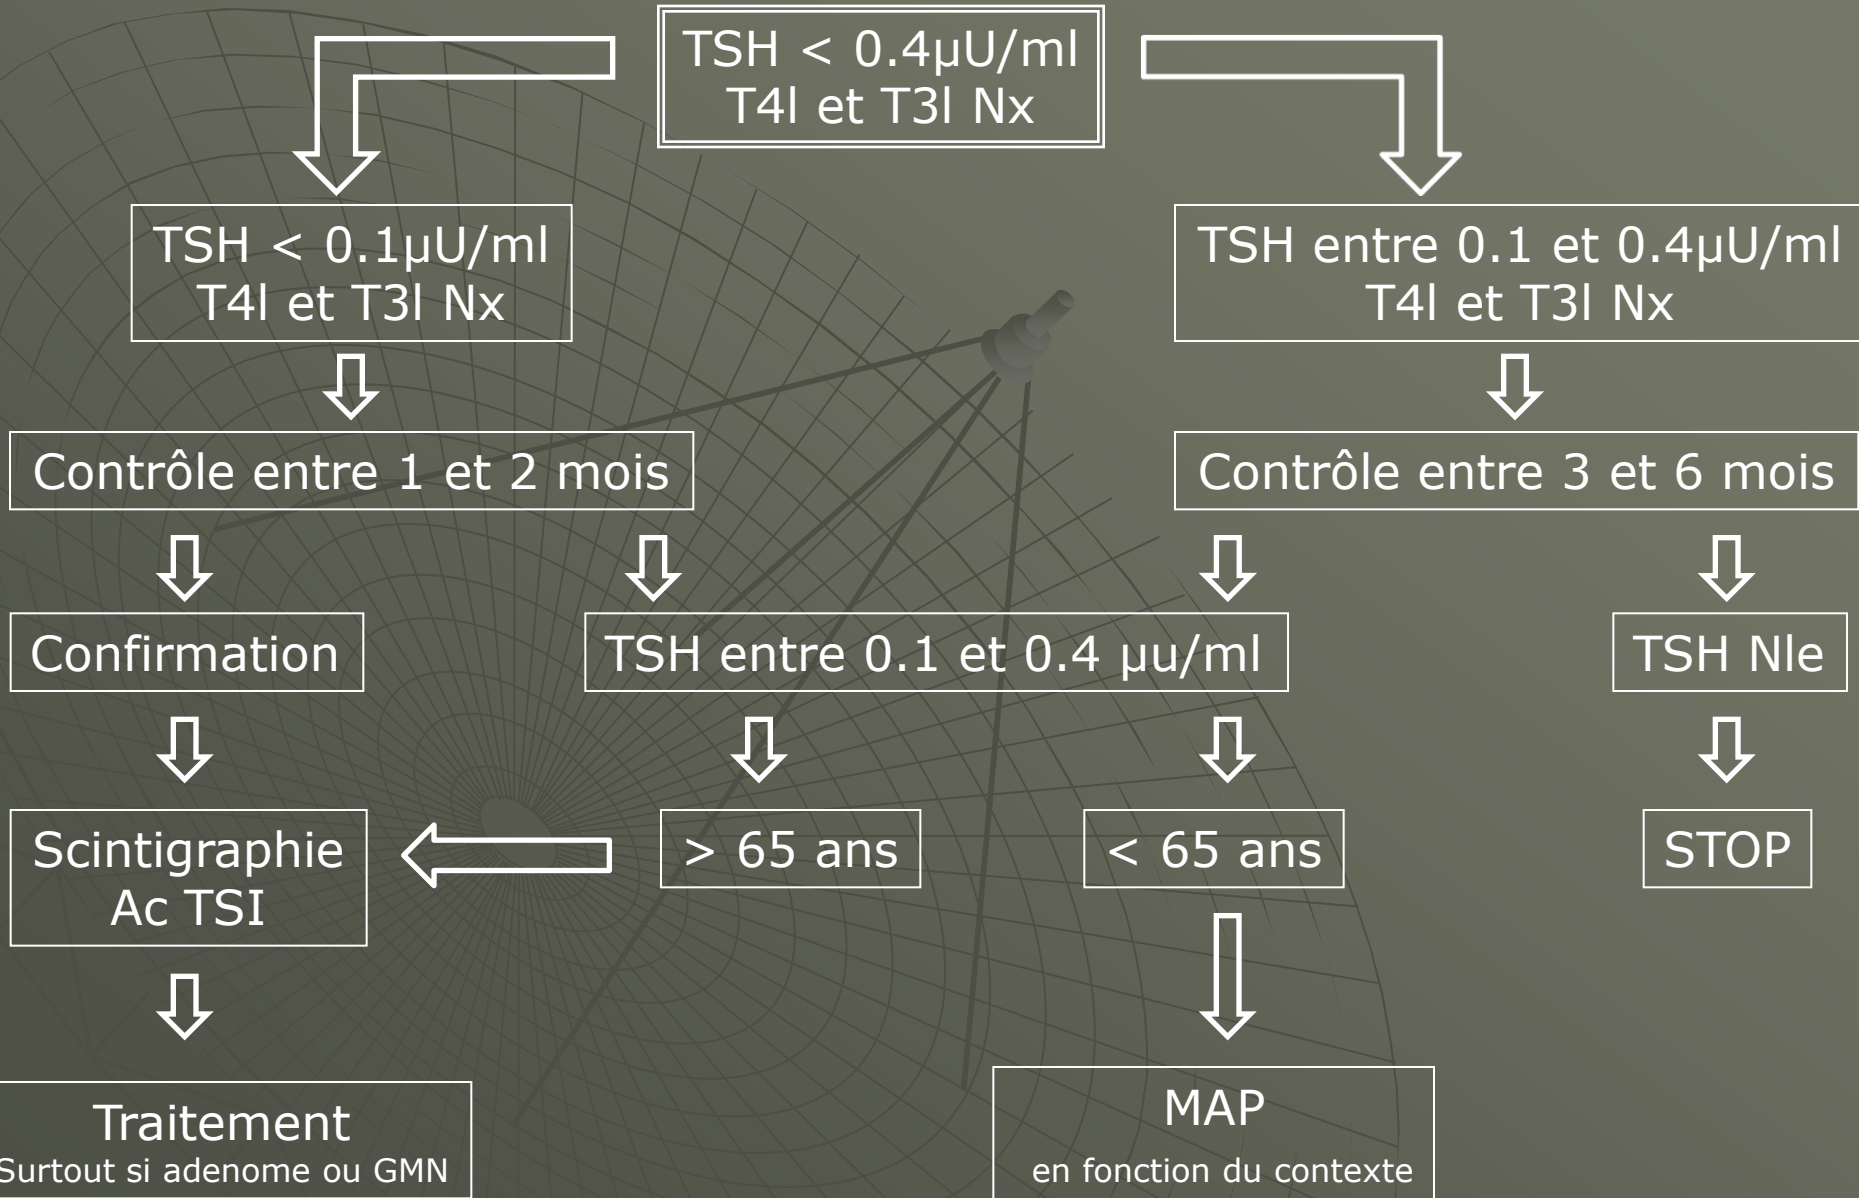 TSH < 0.4µU/ml
T4l et T3l Nx
TSH < 0.1µU/ml
T4l et T3l Nx
TSH entre 0.1 et 0.4µU/ml
T4l et T3l Nx
Contrôle entre 1 et 2 mois
Contrôle entre 3 et 6 mois
Confirmation
TSH entre 0.1 et 0.4 µu/ml
TSH Nle
Scintigraphie
Ac TSI
> 65 ans
< 65 ans
STOP
Traitement
Surtout si adenome ou GMN
MAP
en fonction du contexte